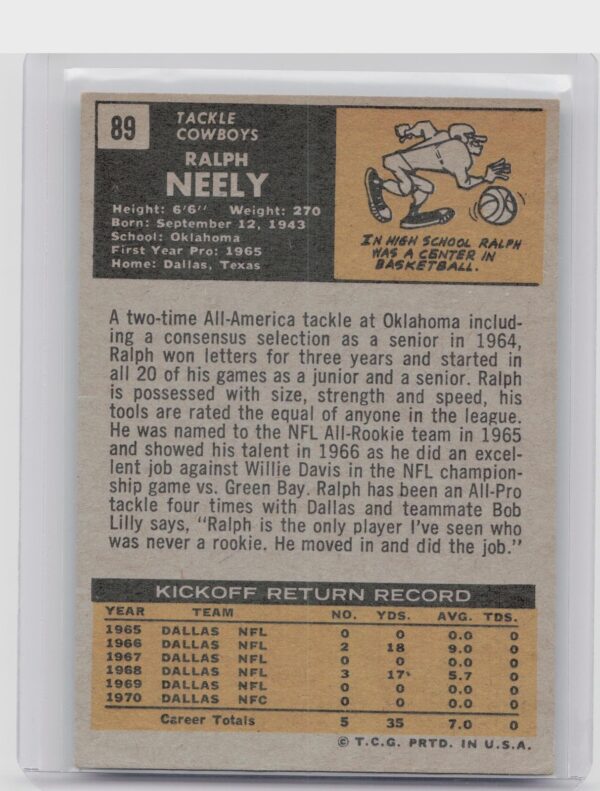 89
TACKLE
COWBOYS
RALPH
NEELY
Height: 6'6" Weight: 270
Born: September 12, 1943
School: Oklahoma
First Year Pro: 1965
Home: Dallas, Texas
IN HIGH SCHOOL RALPH
WAS A CENTER IN
BASKETBALL.
A two-time All-America tackle at Oklahoma includ-
ing a consensus selection as a senior in 1964,
Ralph won letters for three years and started in
all 20 of his games as a junior and a senior. Ralph
is possessed with size, strength and speed, his
tools are rated the equal of anyone in the league.
He was named to the NFL All-Rookie team in 1965
and showed his talent in 1966 as he did an excel-
lent job against Willie Davis in the NFL champion-
ship game vs. Green Bay. Ralph has been an All-Pro
tackle four times with Dallas and teammate Bob
Lilly says, "Ralph is the only player I've seen who
was never a rookie. He moved in and did the job."
KICKOFF RETURN RECORD
YEAR TEAM NO. YDS. AVG. TDS.
1965 DALLAS NFL 0 0 0.0 0
1966 DALLAS NFL 2 18 9.0 0
1967 DALLAS NFL 0 0 0.0 0
1968 DALLAS NFL 3 17 5.7 0
1969 DALLAS NFL 0 0 0.0 0
1970 DALLAS NFC 0 0 0.0 0
Career Totals 5 35 7.0 0
© T.C.G. PRTD. IN U.S.A.